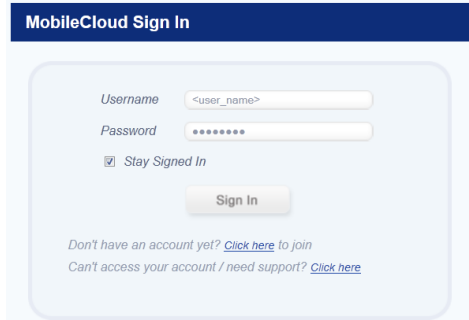 MobileCloud Sign In
Username <user_name>
Password ••••••••
Stay Signed In
Sign In
Don't have an account yet? Click here to join
Can't access your account / need support? Click here